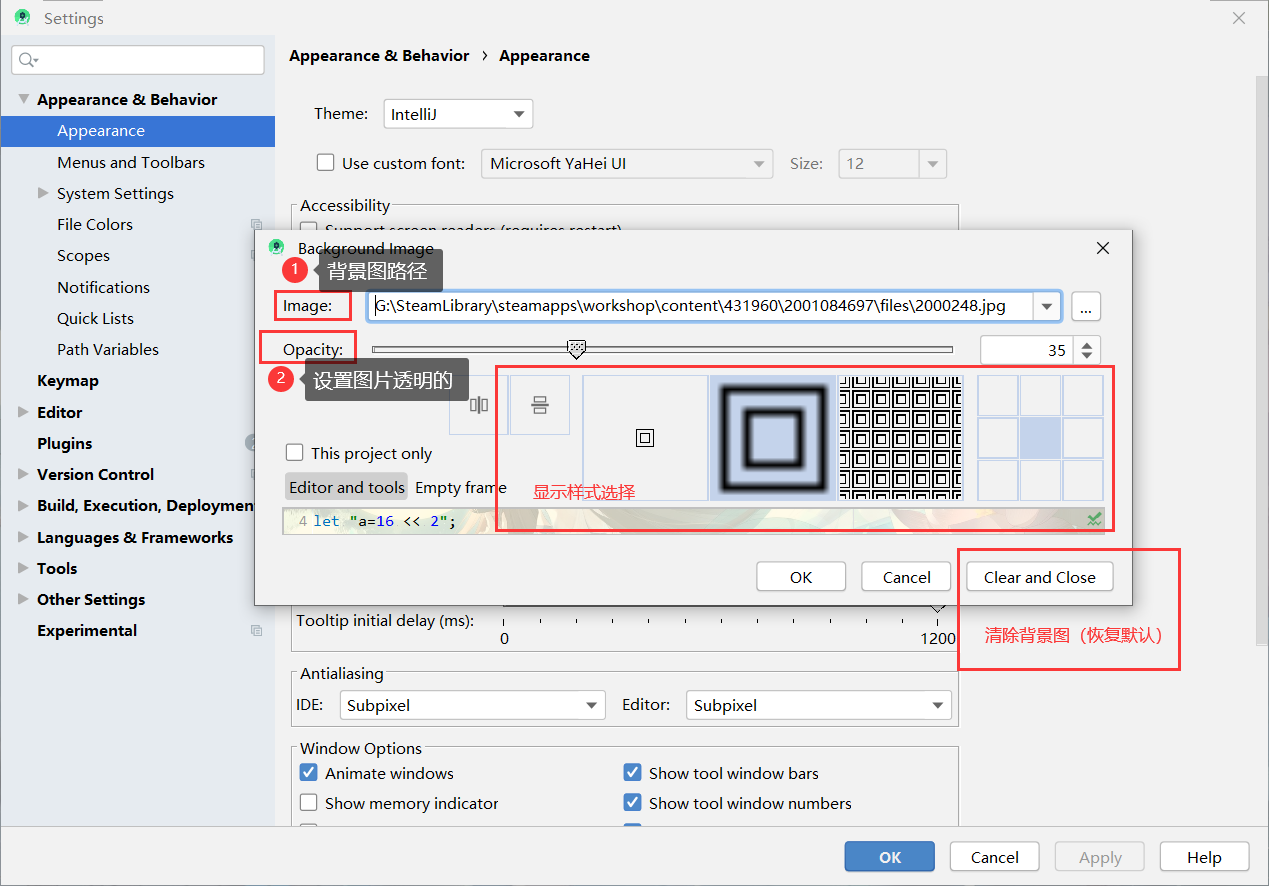 Settings
Appearance & Behavior › Appearance
Appearance & Behavior
Appearance
Menus and Toolbars
System Settings
File Colors
Scopes
Notifications
Quick Lists
Path Variables
Keymap
Editor
Plugins
Version Control
Build, Execution, Deploymen
Languages & Frameworks
Tools
Other Settings
Experimental
Theme: IntelliJ
Use custom font: Microsoft YaHei UI Size: 12
Accessibility
Support screen readers (requires restart)
Background Image
1 背景图路径
Image: G:\SteamLibrary\steamapps\workshop\content\431960\2001084697\files\2000248.jpg ...
Opacity: 35
2 设置图片透明的
This project only
Editor and tools Empty frame
显示样式选择
4 let "a=16 << 2";
OK Cancel Clear and Close
清除背景图（恢复默认）
Tooltip initial delay (ms):
0 1200
Antialiasing
IDE: Subpixel Editor: Subpixel
Window Options
Animate windows Show tool window bars
Show memory indicator Show tool window numbers
OK Cancel Apply Help